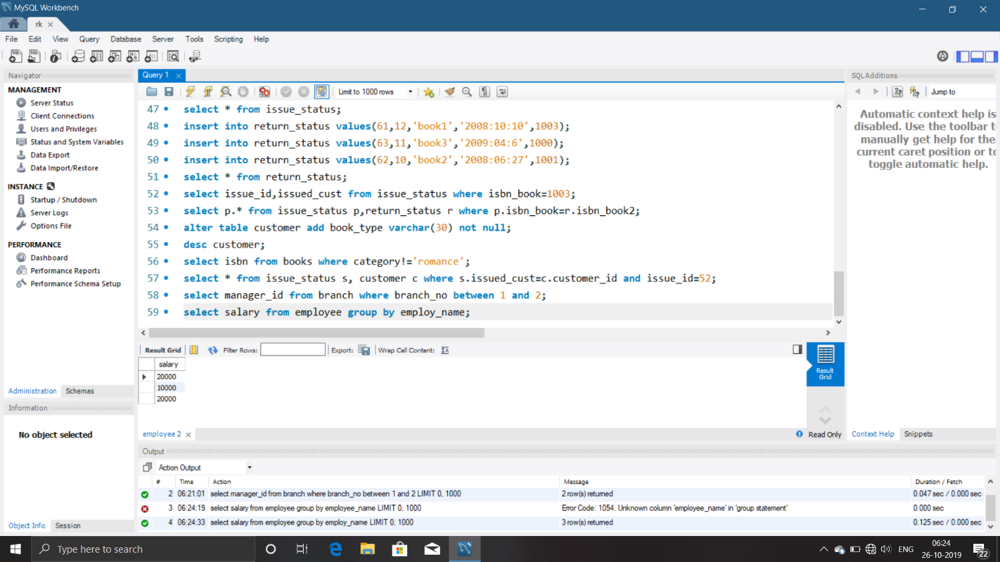 MySQL Workbench
rk
File Edit View Query Database Server Tools Scripting Help
Navigator
MANAGEMENT
Server Status
Client Connections
Users and Privileges
Status and System Variables
Data Export
Data Import/Restore
INSTANCE
Startup / Shutdown
Server Logs
Options File
PERFORMANCE
Dashboard
Performance Reports
Performance Schema Setup
Administration Schemas
Information
No object selected
Object Info Session
Query 1
Limit to 1000 rows
47 select * from issue_status;
48 insert into return_status values(61,12,'book1','2008:10:10',1003);
49 insert into return_status values(63,11,'book3','2009:04:6',1000);
50 insert into return_status values(62,10,'book2','2008:06:27',1001);
51 select * from return_status;
52 select issue_id,issued_cust from issue_status where isbn_book=1003;
53 select p.* from issue_status p,return_status r where p.isbn_book=r.isbn_book2;
54 alter table customer add book_type varchar(30) not null;
55 desc customer;
56 select isbn from books where category!='romance';
57 select * from issue_status s, customer c where s.issued_cust=c.customer_id and issue_id=52;
58 select manager_id from branch where branch_no between 1 and 2;
59 select salary from employee group by employ_name;
Result Grid Filter Rows: Export: Wrap Cell Content:
salary
20000
10000
20000
Result
Grid
employee 2
Read Only
SQLAdditions
Jump to
Automatic context help is
disabled. Use the toolbar t
manually get help for the
current caret position or to
toggle automatic help.
Context Help Snippets
Output
Action Output
# Time Action Message Duration / Fetch
2 06:21:01 select manager_id from branch where branch_no between 1 and 2 LIMIT 0, 1000 2 row(s) returned 0.047 sec / 0.000 sec
3 06:24:19 select salary from employee group by employee_name LIMIT 0, 1000 Error Code: 1054. Unknown column 'employee_name' in 'group statement' 0.000 sec
4 06:24:33 select salary from employee group by employ_name LIMIT 0, 1000 3 row(s) returned 0.125 sec / 0.000 sec
Type here to search
ENG
06:24
26-10-2019
22